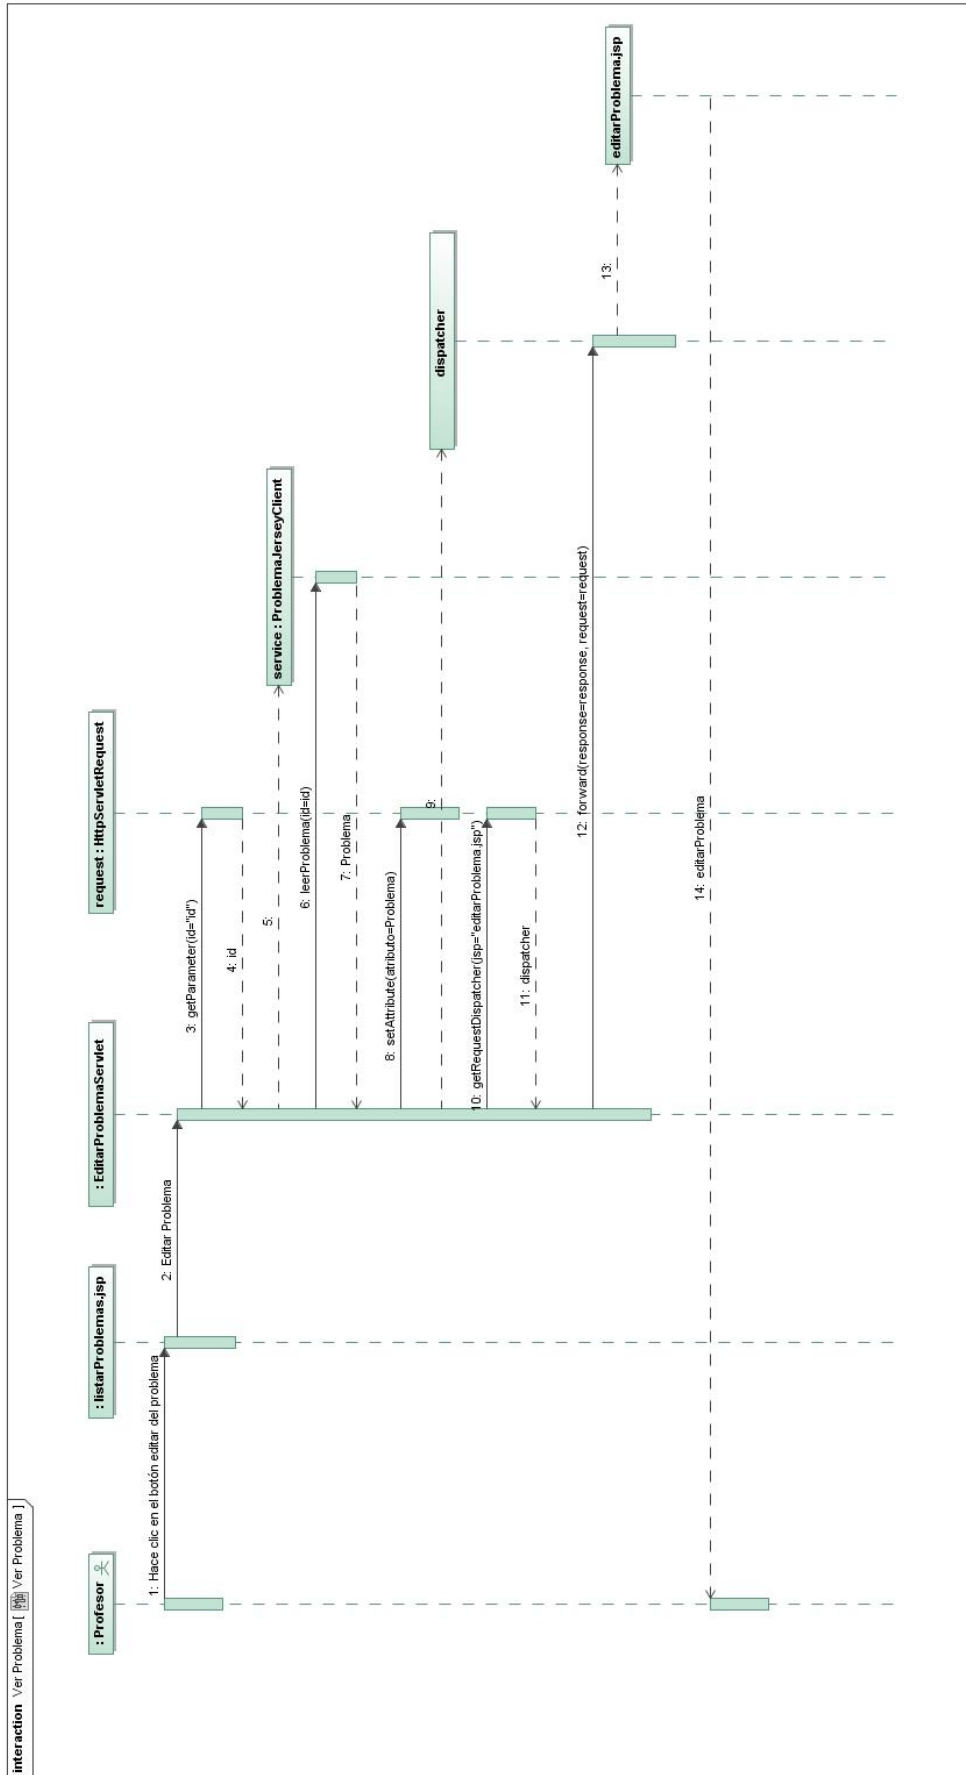 interaction Ver Problema [ Ver Problema ]
: Profesor
: listarProblemas.jsp
: EditarProblemaServlet
request : HttpServletRequest
service : ProblemaJerseyClient
dispatcher
editarProblema.jsp
1: Hace clic en el botón editar del problema
2: Editar Problema
3: getParameter(id="id")
4: id
5:
6: leerProblema(id=id)
7: Problema
8: setAttribute(atributo=Problema)
9:
10: getRequestDispatcher(jsp="editarProblema.jsp")
11: dispatcher
12: forward(response=response, request=request)
13:
14: editarProblema